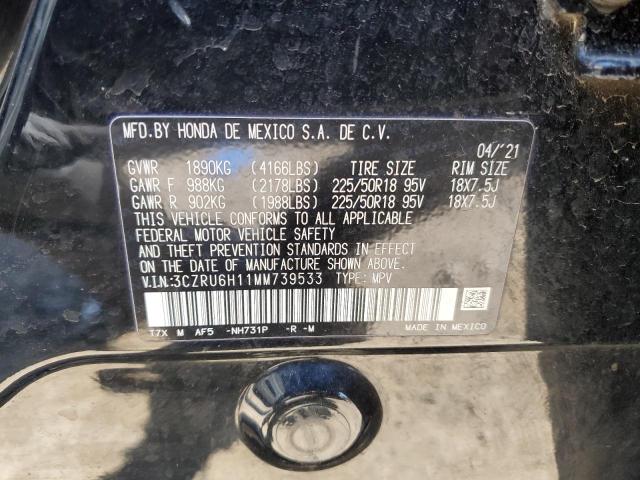 MFD.BY HONDA DE MEXICO S.A. DE C.V.
04/'21
GVWR 1890KG (4166LBS) TIRE SIZE RIM SIZE
GAWR F 988KG (2178LBS) 225/50R18 95V 18X7.5J
GAWR R 902KG (1988LBS) 225/50R18 95V 18X7.5J
THIS VEHICLE CONFORMS TO ALL APPLICABLE
FEDERAL MOTOR VEHICLE SAFETY
AND THEFT PREVENTION STANDARDS IN EFFECT
ON THE DATE OF MANUFACTURE SHOWN ABOVE.
V.I.N:3CZRU6H11MM739533 TYPE: MPV
T7X M AF5 -NH731P -R -M
MADE IN MEXICO